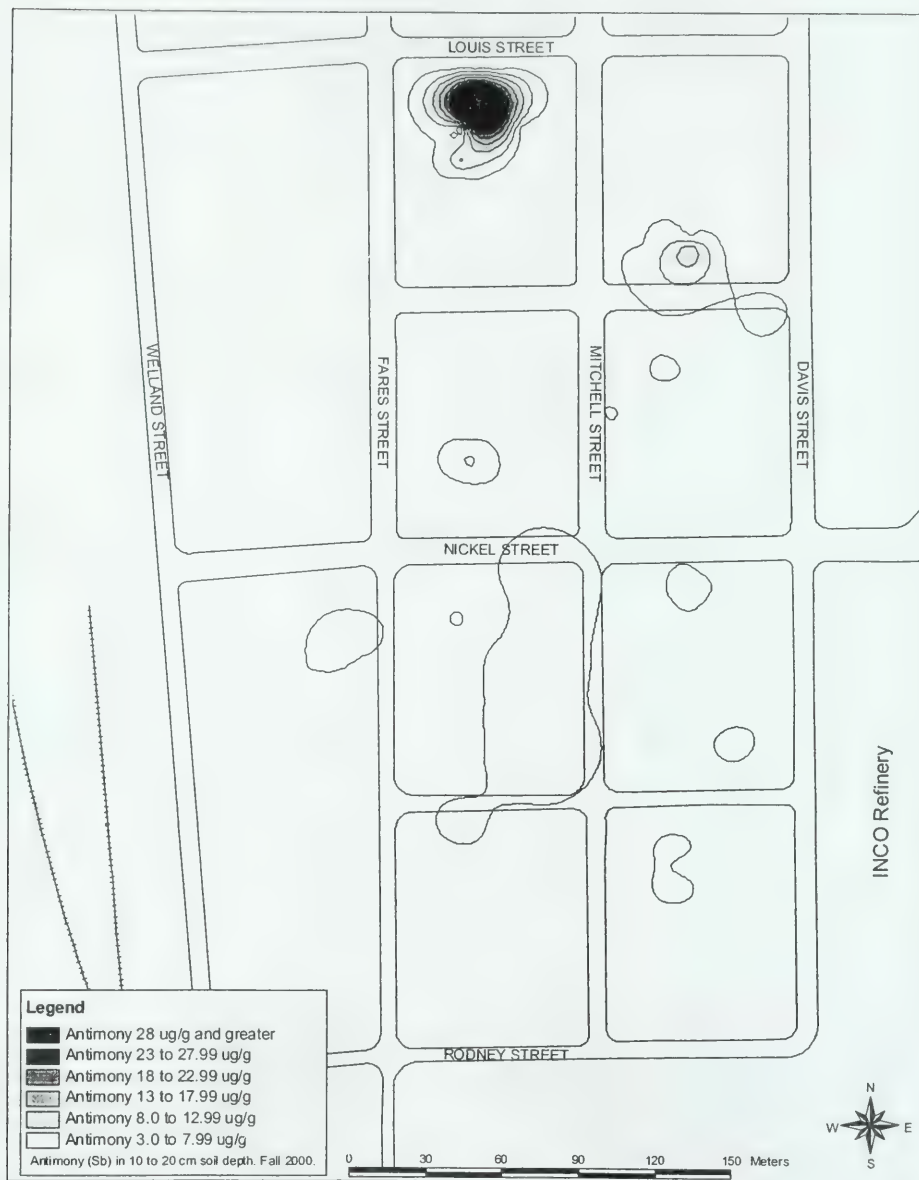 LOUIS STREET
WELLAND STREET
FARES STREET
MITCHELL STREET
DAVIS STREET
NICKEL STREET
INCO Refinery
RODNEY STREET
Legend
Antimony 28 ug/g and greater
Antimony 23 to 27.99 ug/g
Antimony 18 to 22.99 ug/g
Antimony 13 to 17.99 ug/g
Antimony 8.0 to 12.99 ug/g
Antimony 3.0 to 7.99 ug/g
Antimony (Sb) in 10 to 20 cm soil depth. Fall 2000.
0 30 60 90 120 150 Meters
N
W E
S